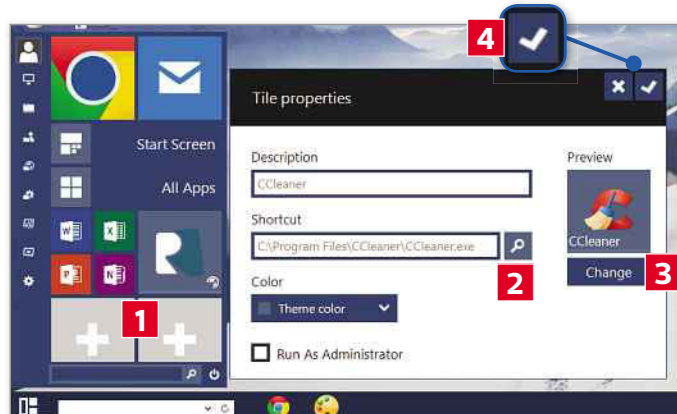 4
Tile properties
Start Screen
All Apps
Description
CCleaner
Shortcut
C:\Program Files\CCleaner\CCleaner.exe
2
Color
Theme color
Run As Administrator
Preview
CCleaner
Change
3
W
X
P
N
1